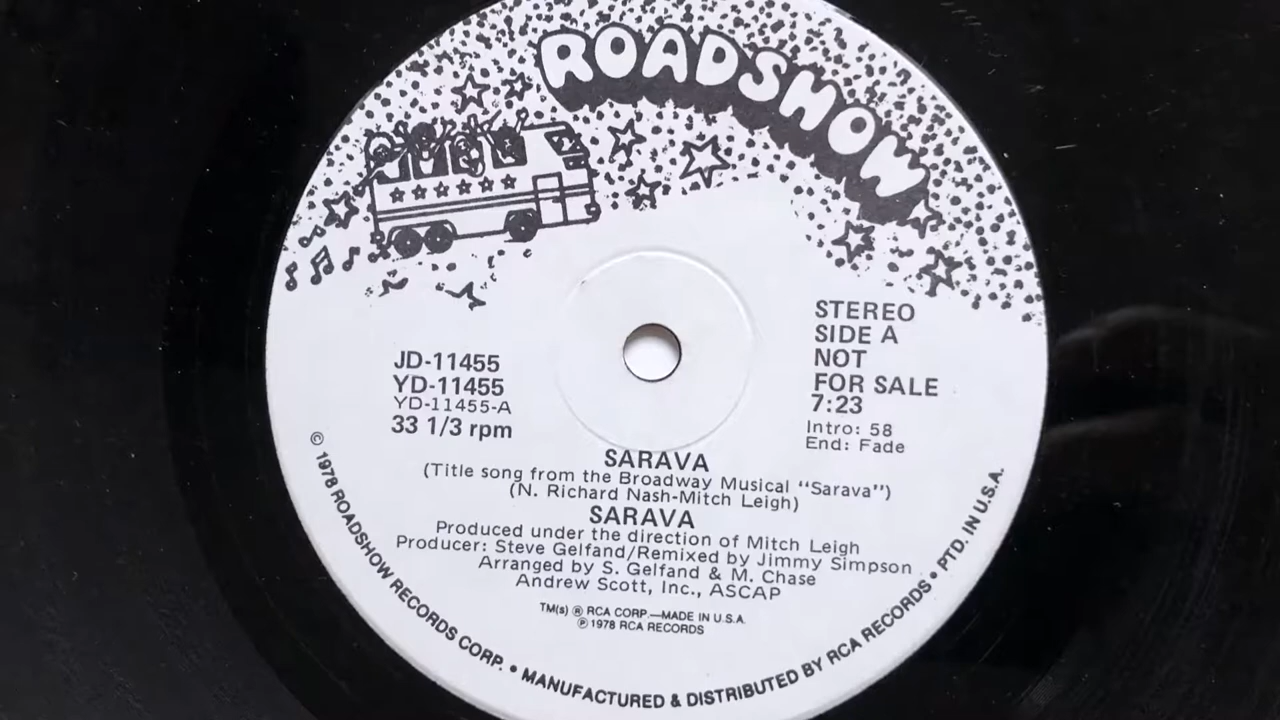 ROADSHOW
JD-11455
YD-11455
YD-11455-A
33 1/3 rpm
STEREO
SIDE A
NOT
FOR SALE
7:23
Intro: 58
End: Fade
SARAVA
(Title song from the Broadway Musical "Sarava")
(N. Richard Nash-Mitch Leigh)
SARAVA
Produced under the direction of Mitch Leigh
Producer: Steve Gelfand/Remixed by Jimmy Simpson
Arranged by S. Gelfand & M. Chase
Andrew Scott, Inc., ASCAP
TM(s) ® RCA CORP.—MADE IN U.S.A.
℗ 1978 RCA RECORDS
© 1978 ROADSHOW RECORDS CORP. • MANUFACTURED & DISTRIBUTED BY RCA RECORDS • PTD. IN U.S.A.